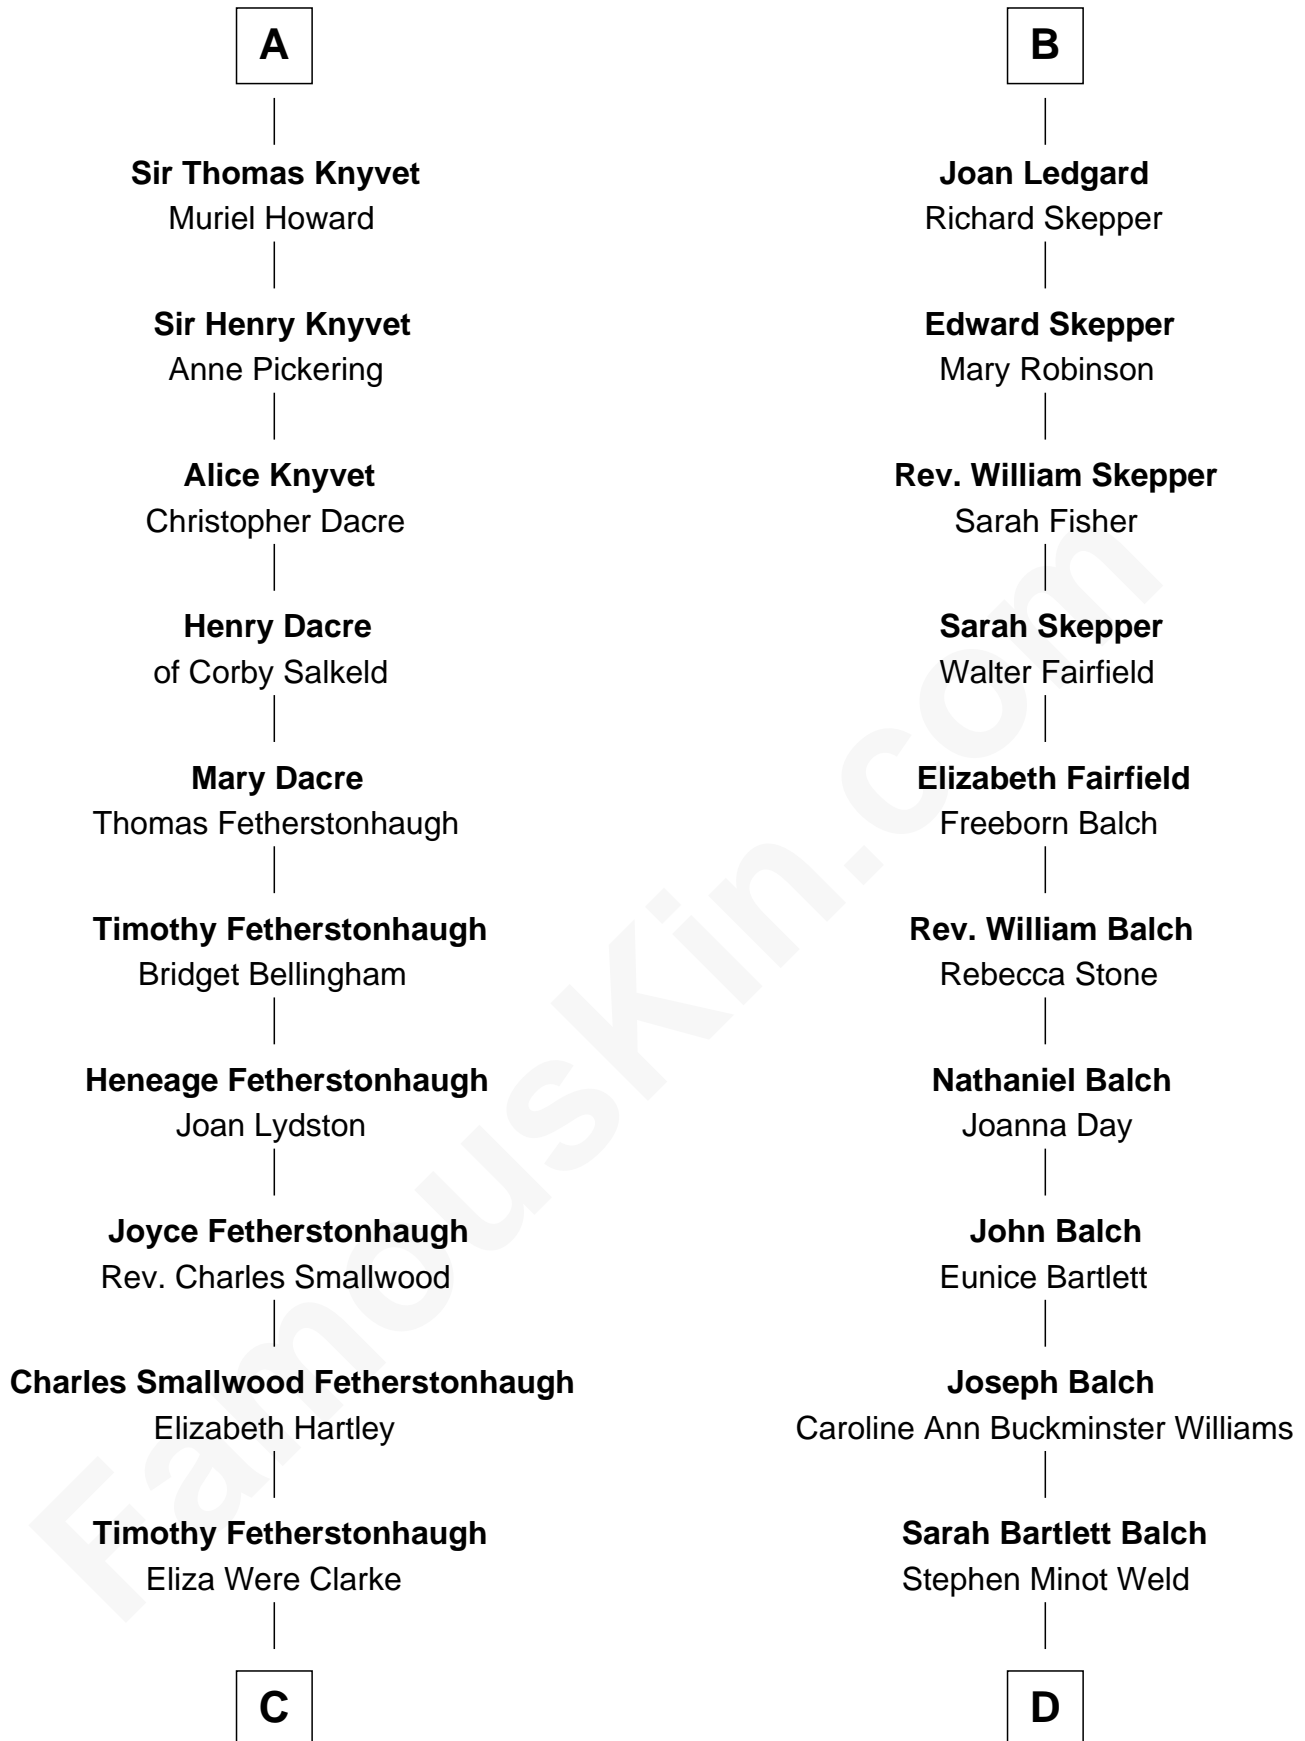 A
Sir Thomas Knyvet
Muriel Howard
Sir Henry Knyvet
Anne Pickering
Alice Knyvet
Christopher Dacre
Henry Dacre
of Corby Salkeld
Mary Dacre
Thomas Fetherstonhaugh
Timothy Fetherstonhaugh
Bridget Bellingham
Heneage Fetherstonhaugh
Joan Lydston
Joyce Fetherstonhaugh
Rev. Charles Smallwood
Charles Smallwood Fetherstonhaugh
Elizabeth Hartley
Timothy Fetherstonhaugh
Eliza Were Clarke
C
B
Joan Ledgard
Richard Skepper
Edward Skepper
Mary Robinson
Rev. William Skepper
Sarah Fisher
Sarah Skepper
Walter Fairfield
Elizabeth Fairfield
Freeborn Balch
Rev. William Balch
Rebecca Stone
Nathaniel Balch
Joanna Day
John Balch
Eunice Bartlett
Joseph Balch
Caroline Ann Buckminster Williams
Sarah Bartlett Balch
Stephen Minot Weld
D
FamousKin.com